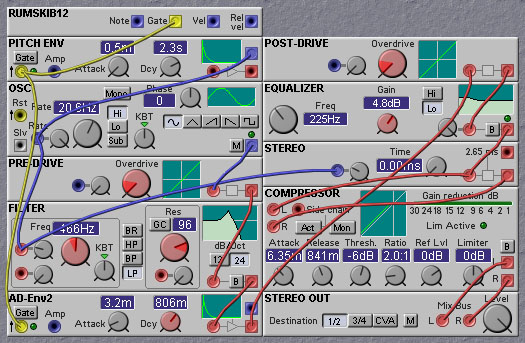 RUMSKIB12 Note Gate Vel Rel vel
PITCH ENV 0.5m 2.3s
Gate Amp Attack Dcy
OSC Mono Phase
Rst Rate 20.6Hz Hi 0
Slv Rate Lo KBT
Sub M
PRE-DRIVE Overdrive
FILTER Res
Freq 466Hz BR GC 96
KBT HP dB/Oct
BP 12 24
LP B
AD-Env2 3.2m 806m
Gate Amp Attack Dcy
POST-DRIVE Overdrive
EQUALIZER Gain Hi
Freq 4.8dB Lo
225Hz B
STEREO Time 2.65 ms
0.00ms
COMPRESSOR Gain reduction dB
L Side chain 30 24 18 15 12 9 6 4 2 1
R Act Mon Lim Active
Attack Release Thresh. Ratio Ref Lvl Limiter
6.35m 841m -6dB 2.0:1 0dB 0dB
B
STEREO OUT Mix-Bus Level
Destination 1/2 3/4 CVA M L R